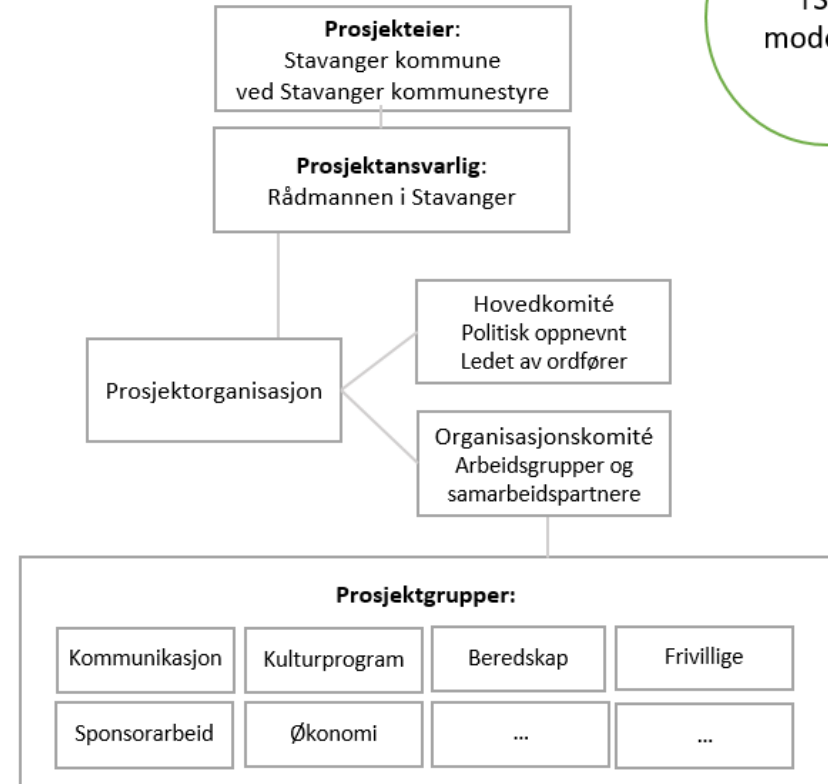 Prosjekteier:
Stavanger kommune
ved Stavanger kommunestyre
Prosjektansvarlig:
Rådmannen i Stavanger
Prosjektorganisasjon
Hovedkomité
Politisk oppnevnt
Ledet av ordfører
Organisasjonskomité
Arbeidsgrupper og
samarbeidspartnere
Prosjektgrupper:
Kommunikasjon
Kulturprogram
Beredskap
Frivillige
Sponsorarbeid
Økonomi
...
...